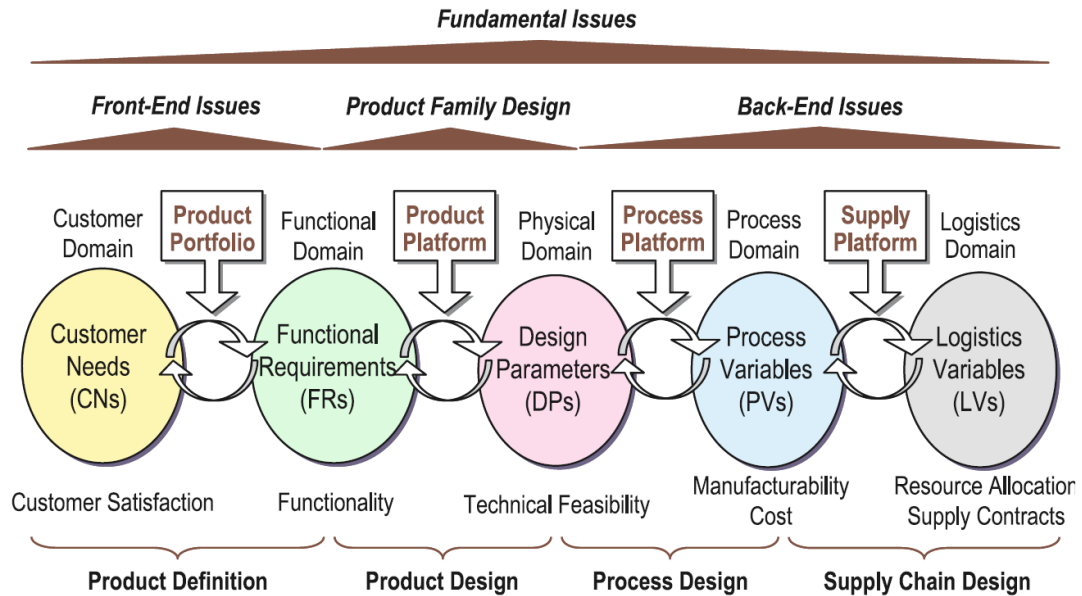 Fundamental Issues
Front-End Issues
Product Family Design
Back-End Issues
Customer
Domain
Product
Portfolio
Functional
Domain
Product
Platform
Physical
Domain
Process
Platform
Process
Domain
Supply
Platform
Logistics
Domain
Customer
Needs
(CNs)
Functional
Requirements
(FRs)
Design
Parameters
(DPs)
Process
Variables
(PVs)
Logistics
Variables
(LVs)
Customer Satisfaction
Functionality
Technical Feasibility
Manufacturability
Cost
Resource Allocation
Supply Contracts
Product Definition
Product Design
Process Design
Supply Chain Design